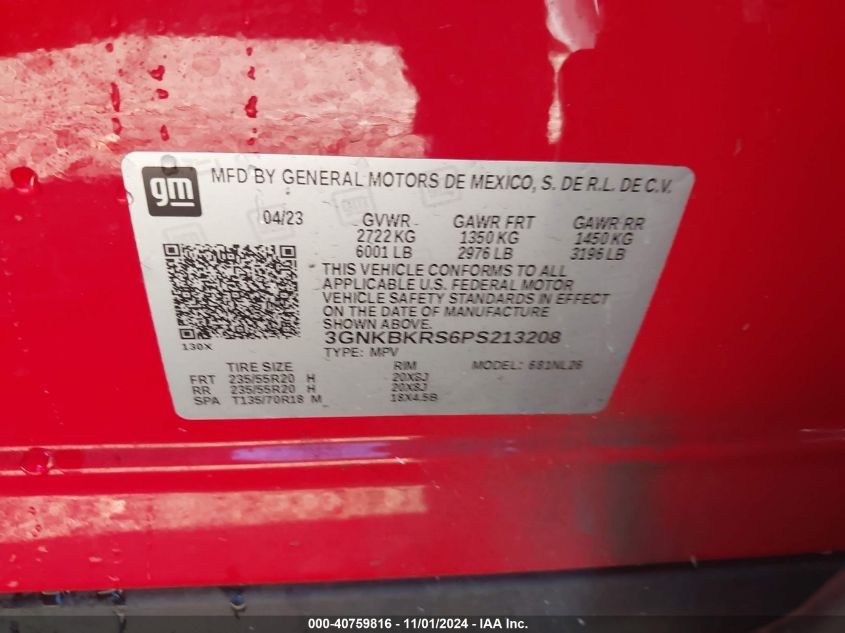 gm MFD BY GENERAL MOTORS DE MEXICO, S. DE R.L. DE C.V.
04/23 GVWR GAWR FRT GAWR RR
2722 KG 1350 KG 1450 KG
6001 LB 2976 LB 3196 LB
THIS VEHICLE CONFORMS TO ALL
APPLICABLE U.S. FEDERAL MOTOR
VEHICLE SAFETY STANDARDS IN EFFECT
ON THE DATE OF MANUFACTURE
SHOWN ABOVE.
130X 3GNKBKRS6PS213208
TYPE: MPV MODEL: 681NL26
TIRE SIZE RIM
FRT 235/55R20 H 20X8J
RR 235/55R20 H 20X8J
SPA T135/70R18 M 18X4.5B
000-40759816 - 11/01/2024 - IAA Inc.